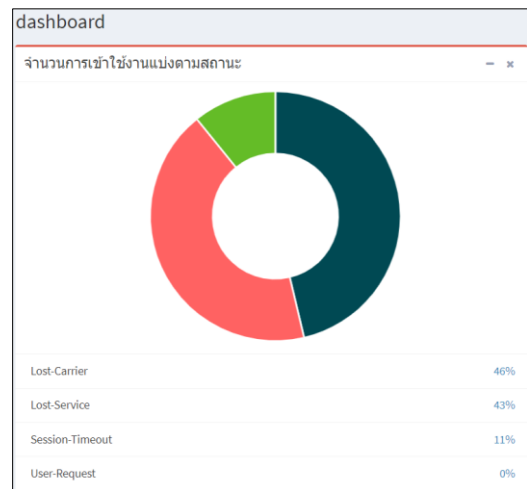 dashboard
จำนวนการเข้าใช้งานแบ่งตามสถานะ
Lost-Carrier 46%
Lost-Service 43%
Session-Timeout 11%
User-Request 0%